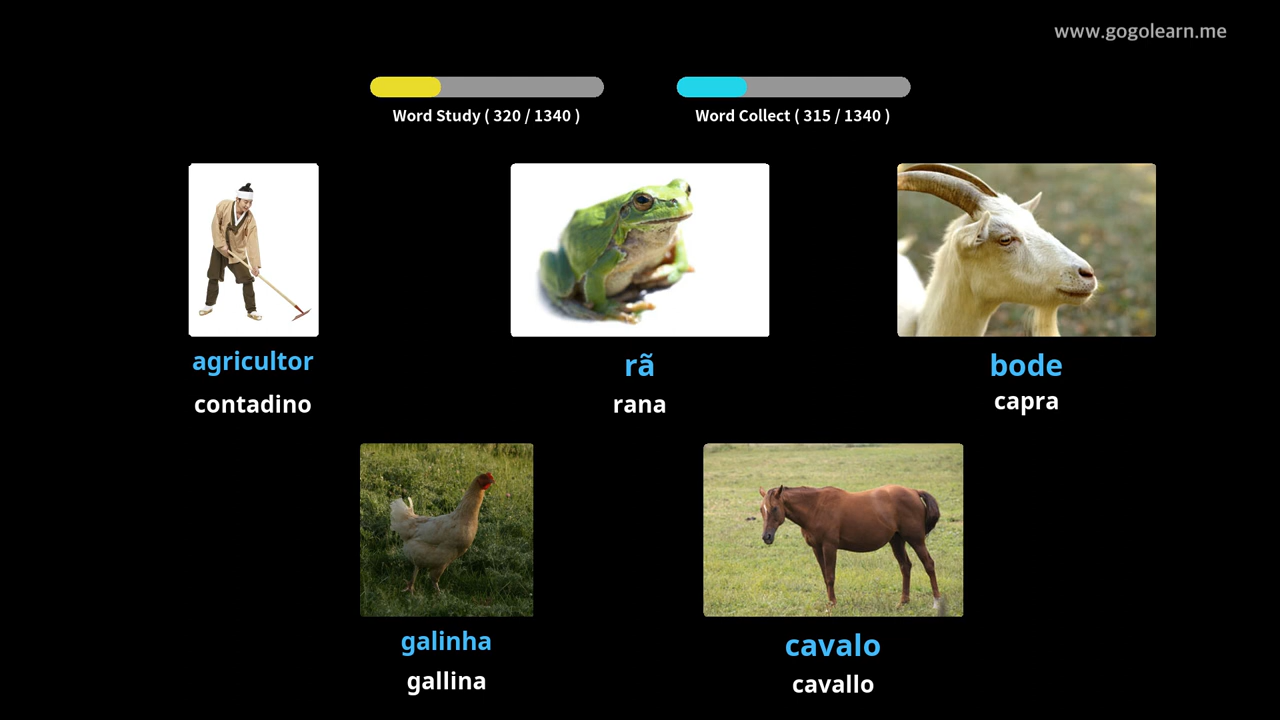 www.gogolearn.me
Word Study ( 320 / 1340 )
Word Collect ( 315 / 1340 )
agricultor
contadino
rã
rana
bode
capra
galinha
gallina
cavalo
cavallo